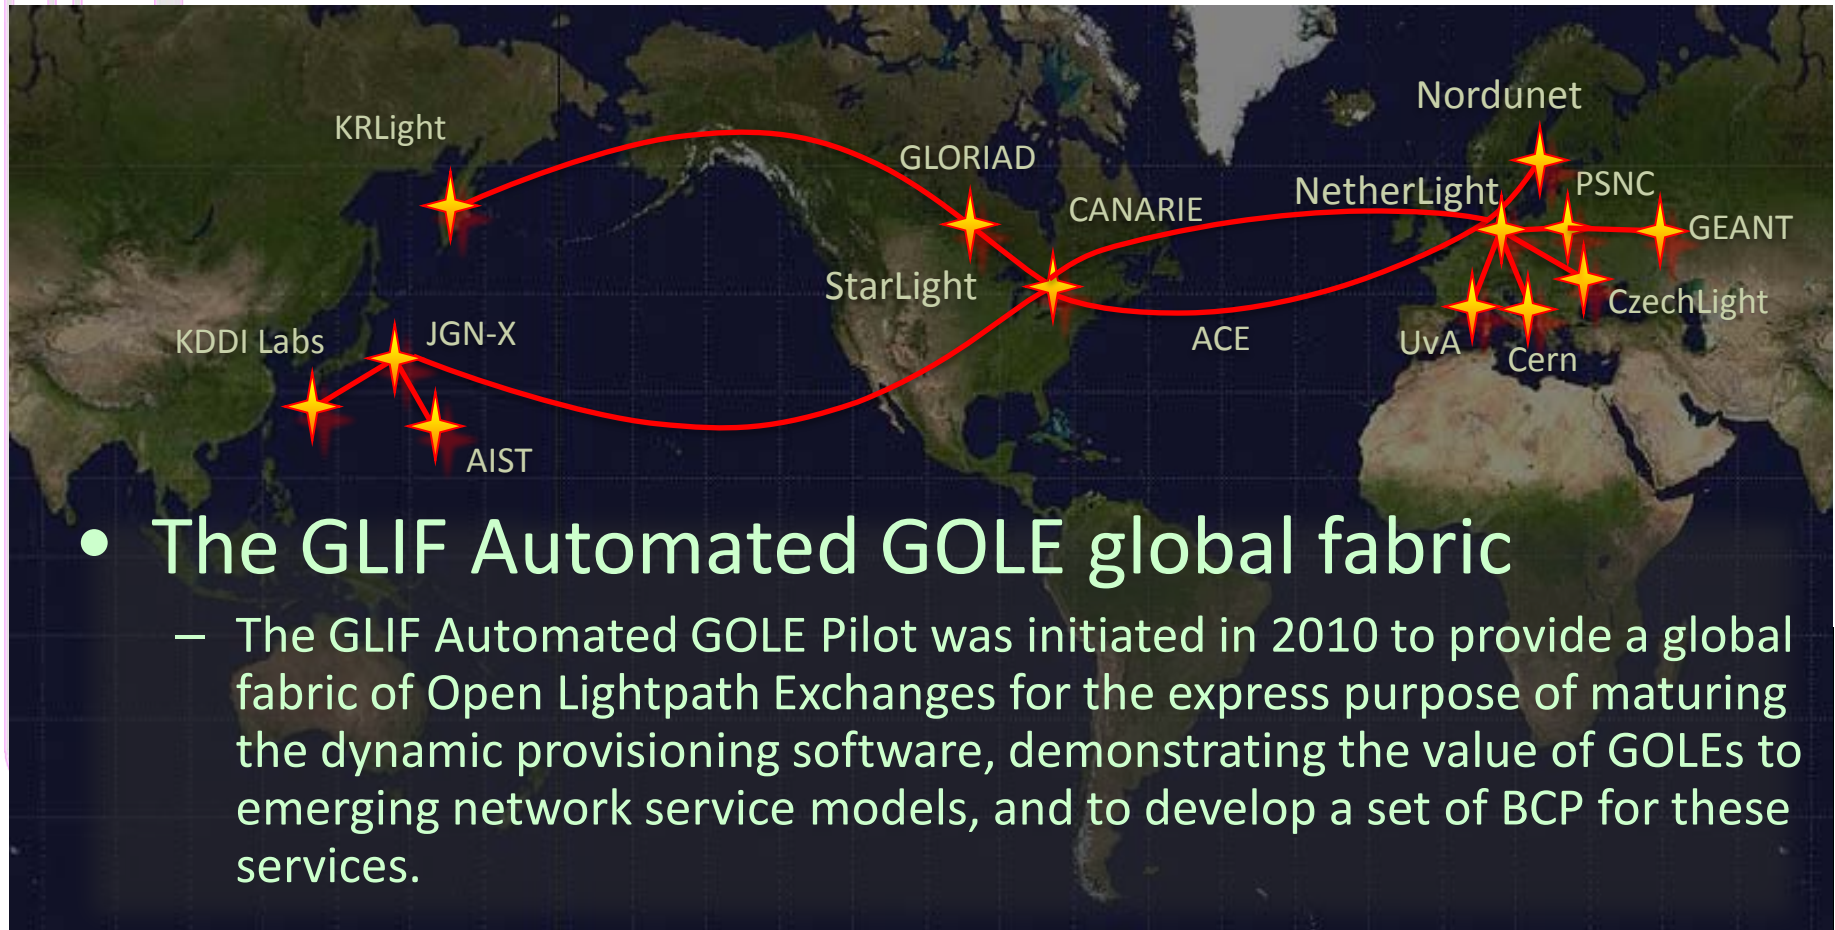 Nordunet
KRLight
GLORIAD
PSNC
NetherLight
CANARIE
GEANT
StarLight
CzechLight
KDDI Labs
JGN-X
ACE
UvA
Cern
AIST
• The GLIF Automated GOLE global fabric
– The GLIF Automated GOLE Pilot was initiated in 2010 to provide a global
fabric of Open Lightpath Exchanges for the express purpose of maturing
the dynamic provisioning software, demonstrating the value of GOLEs to
emerging network service models, and to develop a set of BCP for these
services.